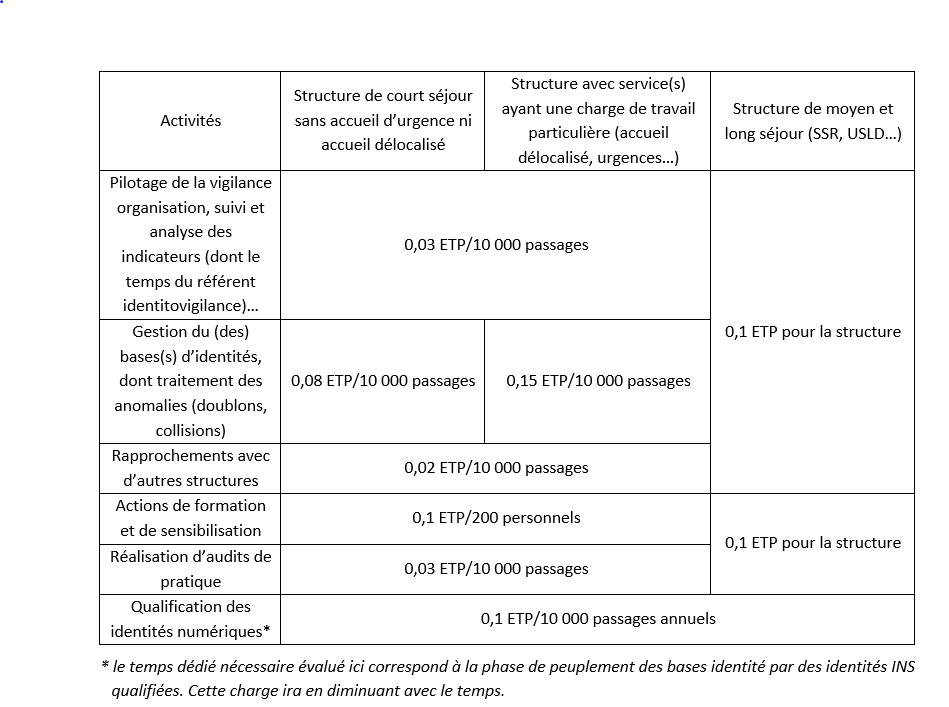 Activités
Structure de court séjour
sans accueil d’urgence ni
accueil délocalisé
Structure avec service(s)
ayant une charge de travail
particulière (accueil
délocalisé, urgences…)
Structure de moyen et
long séjour (SSR, USLD…)
Pilotage de la vigilance
organisation, suivi et
analyse des
indicateurs (dont le
temps du référent
identitovigilance)…
0,03 ETP/10 000 passages
0,1 ETP pour la structure
Gestion du (des)
bases(s) d’identités,
dont traitement des
anomalies (doublons,
collisions)
0,08 ETP/10 000 passages
0,15 ETP/10 000 passages
Rapprochements avec
d’autres structures
0,02 ETP/10 000 passages
Actions de formation
et de sensibilisation
0,1 ETP/200 personnels
0,1 ETP pour la structure
Réalisation d’audits de
pratique
0,03 ETP/10 000 passages
Qualification des
identités numériques*
0,1 ETP/10 000 passages annuels
* le temps dédié nécessaire évalué ici correspond à la phase de peuplement des bases identité par des identités INS
qualifiées. Cette charge ira en diminuant avec le temps.